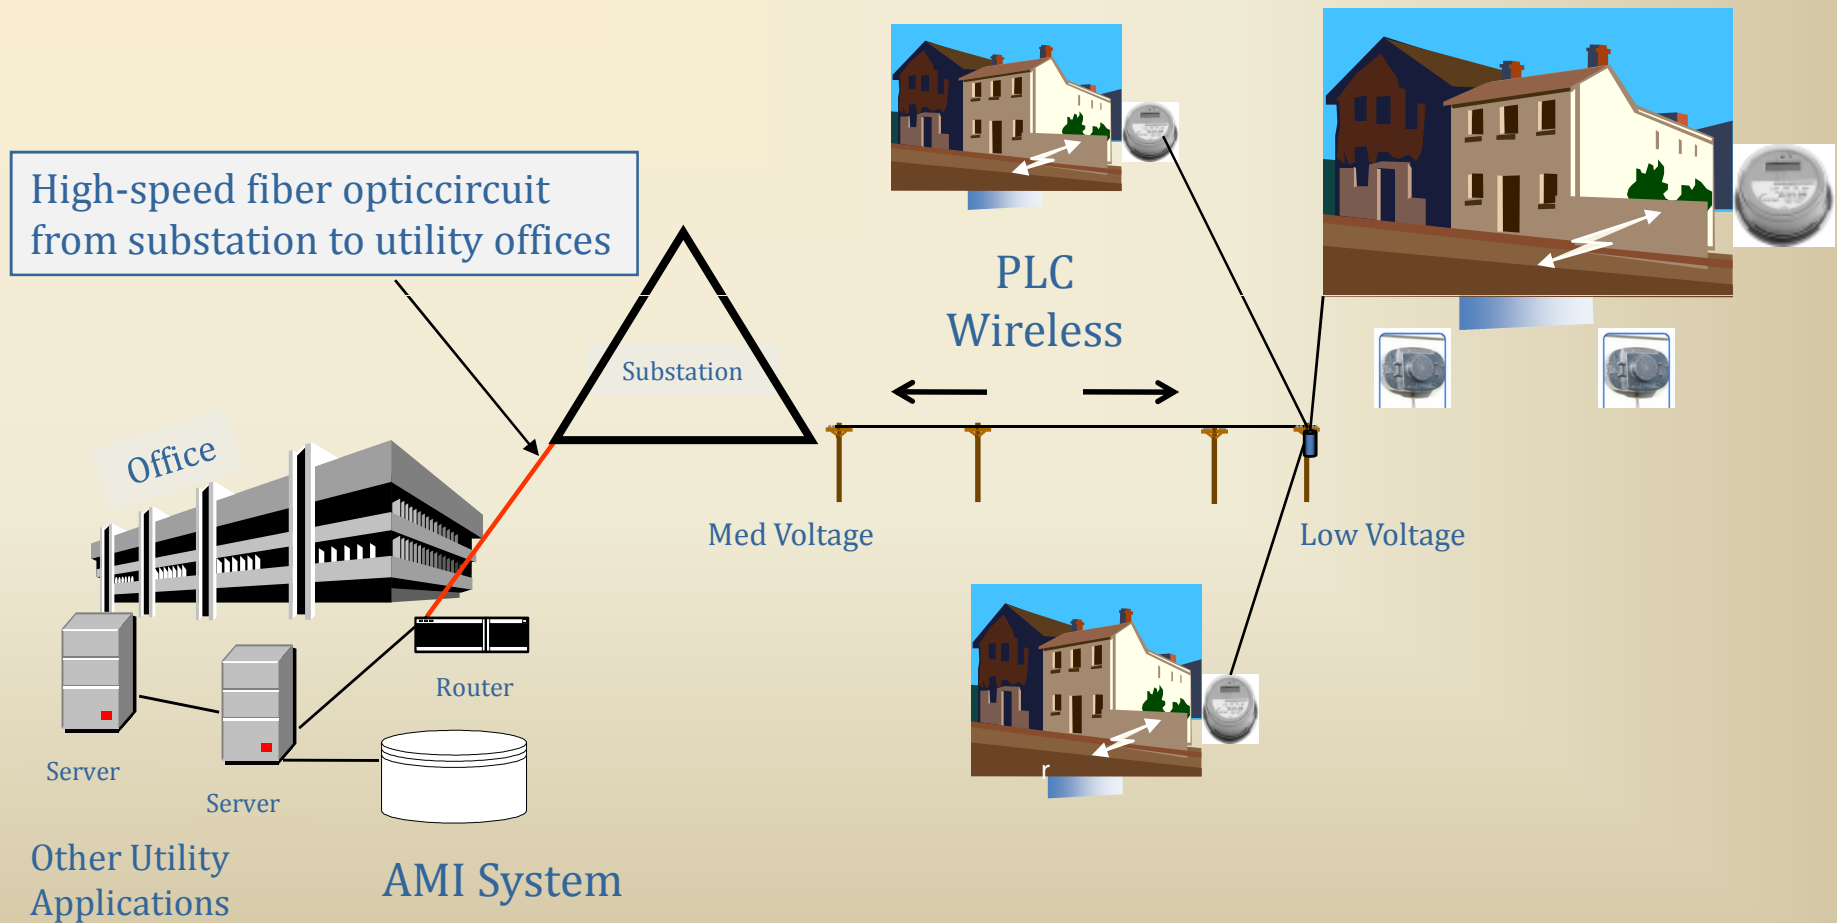 High-speed fiber opticcircuit
from substation to utility offices
PLC
Wireless
Substation
Office
Med Voltage
Low Voltage
Router
Server
Server
r
Other Utility
Applications
AMI System